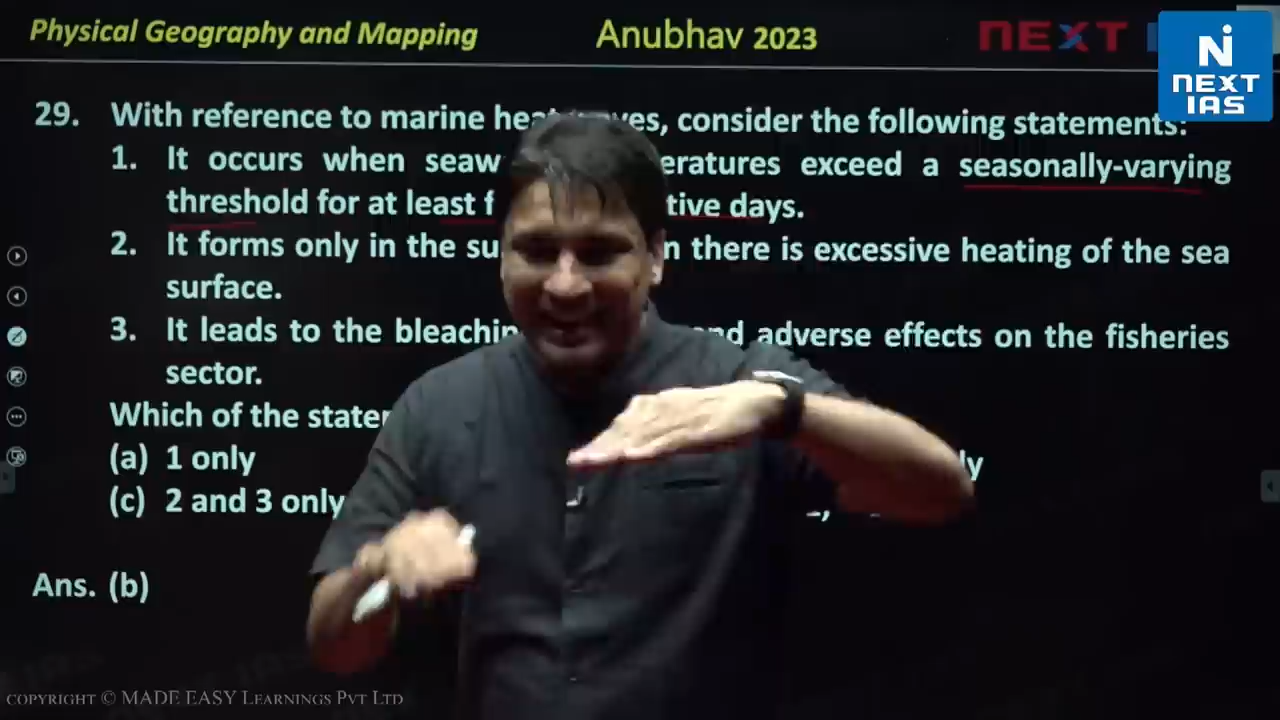 Physical Geography and Mapping
Anubhav 2023
NEXT
NEXT
IAS
29. With reference to marine heat waves, consider the following statements:
1. It occurs when seaw eratures exceed a seasonally-varying
threshold for at least f tive days.
2. It forms only in the su n there is excessive heating of the sea
surface.
3. It leads to the bleachin nd adverse effects on the fisheries
sector.
Which of the state
(a) 1 only ly
(c) 2 and 3 only
Ans. (b)
COPYRIGHT © MADE EASY Learnings Pvt Ltd